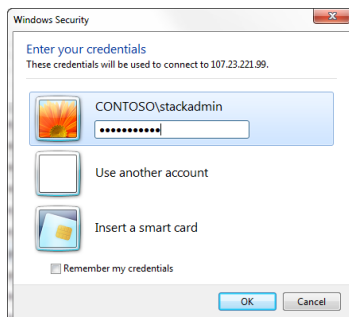 Windows Security
Enter your credentials
These credentials will be used to connect to 107.23.221.99.
CONTOSO\stackadmin
●●●●●●●●●●●
Use another account
Insert a smart card
Remember my credentials
OK
Cancel